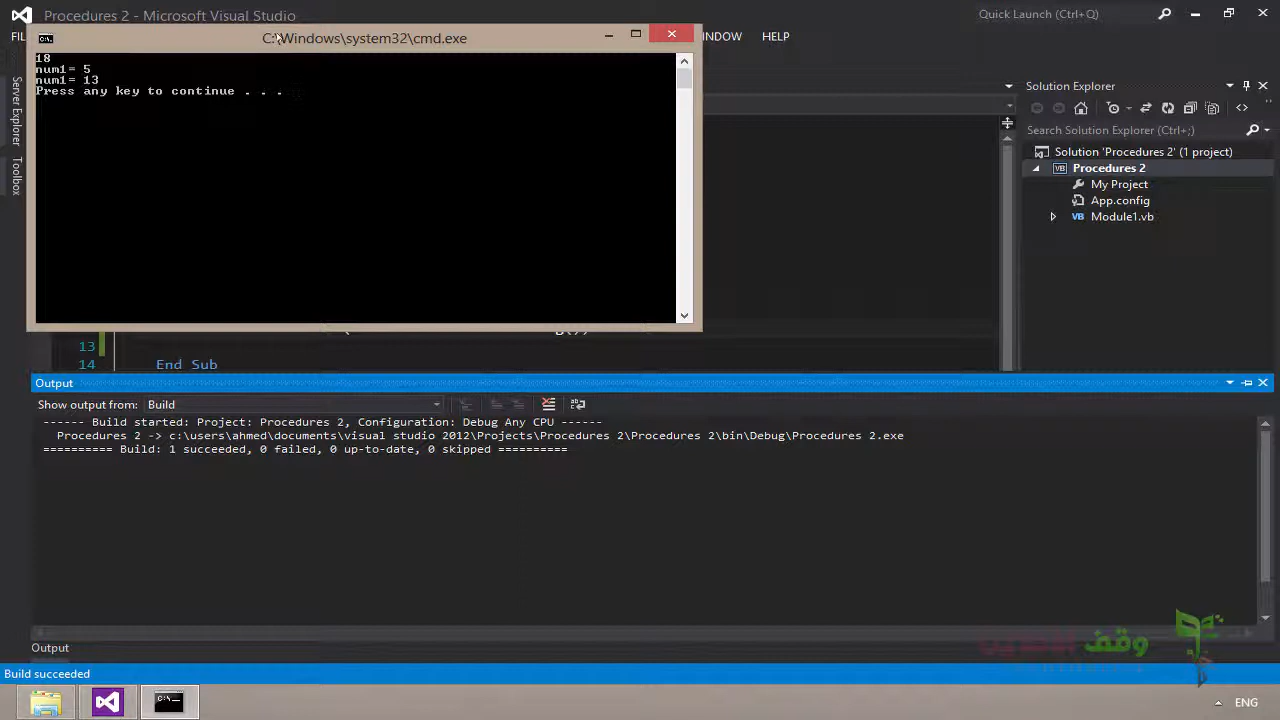 Procedures 2 - Microsoft Visual Studio
Quick Launch (Ctrl+Q)
C:\Windows\system32\cmd.exe
WINDOW HELP
18
num1= 5
num1= 13
Press any key to continue . . .
Server Explorer
Toolbox
Solution Explorer
Search Solution Explorer (Ctrl+;)
Solution 'Procedures 2' (1 project)
Procedures 2
My Project
App.config
Module1.vb
13
14 End Sub
Output
Show output from: Build
------ Build started: Project: Procedures 2, Configuration: Debug Any CPU ------
Procedures 2 -> c:\users\ahmed\documents\visual studio 2012\Projects\Procedures 2\Procedures 2\bin\Debug\Procedures 2.exe
========== Build: 1 succeeded, 0 failed, 0 up-to-date, 0 skipped ==========
وقف أونلاين
Output
Build succeeded
ENG